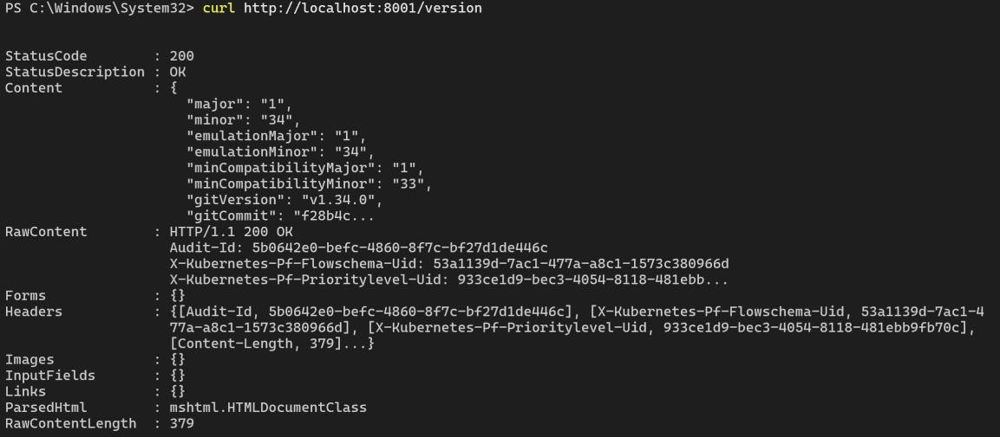 PS C:\Windows\System32> curl http://localhost:8001/version
StatusCode        : 200
StatusDescription : OK
Content           : {
                      "major": "1",
                      "minor": "34",
                      "emulationMajor": "1",
                      "emulationMinor": "34",
                      "minCompatibilityMajor": "1",
                      "minCompatibilityMinor": "33",
                      "gitVersion": "v1.34.0",
                      "gitCommit": "f28b4c...
RawContent        : HTTP/1.1 200 OK
                    Audit-Id: 5b0642e0-befc-4860-8f7c-bf27d1de446c
                    X-Kubernetes-Pf-Flowschema-Uid: 53a1139d-7ac1-477a-a8c1-1573c380966d
                    X-Kubernetes-Pf-Prioritylevel-Uid: 933ce1d9-bec3-4054-8118-481ebb...
Forms             : {}
Headers           : {[Audit-Id, 5b0642e0-befc-4860-8f7c-bf27d1de446c], [X-Kubernetes-Pf-Flowschema-Uid, 53a1139d-7ac1-4
                    77a-a8c1-1573c380966d], [X-Kubernetes-Pf-Prioritylevel-Uid, 933ce1d9-bec3-4054-8118-481ebb9fb70c],
                    [Content-Length, 379]...}
Images            : {}
InputFields       : {}
Links             : {}
ParsedHtml        : mshtml.HTMLDocumentClass
RawContentLength  : 379